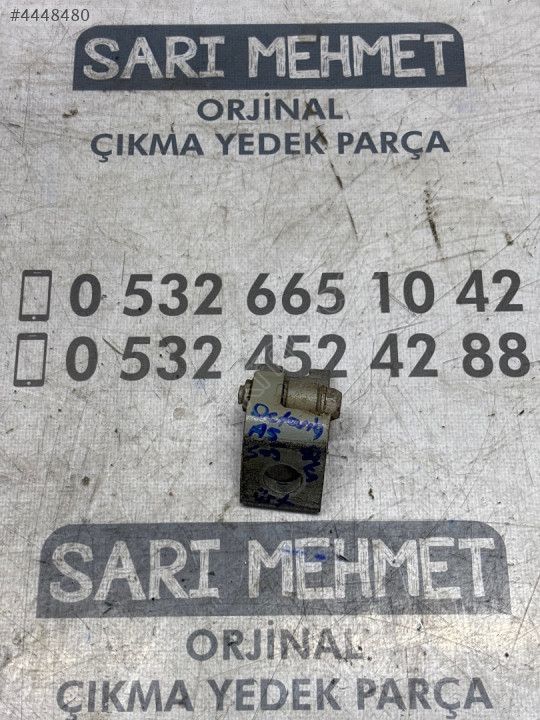 #4448480
SARI MEHMET
ORJİNAL
ÇIKMA YEDEK PARÇA
0 532 665 10 42
0 532 452 42 88
Octavia
A5
SARI MEHMET
ORJİNAL
ÇIKMA YEDEK PARÇA